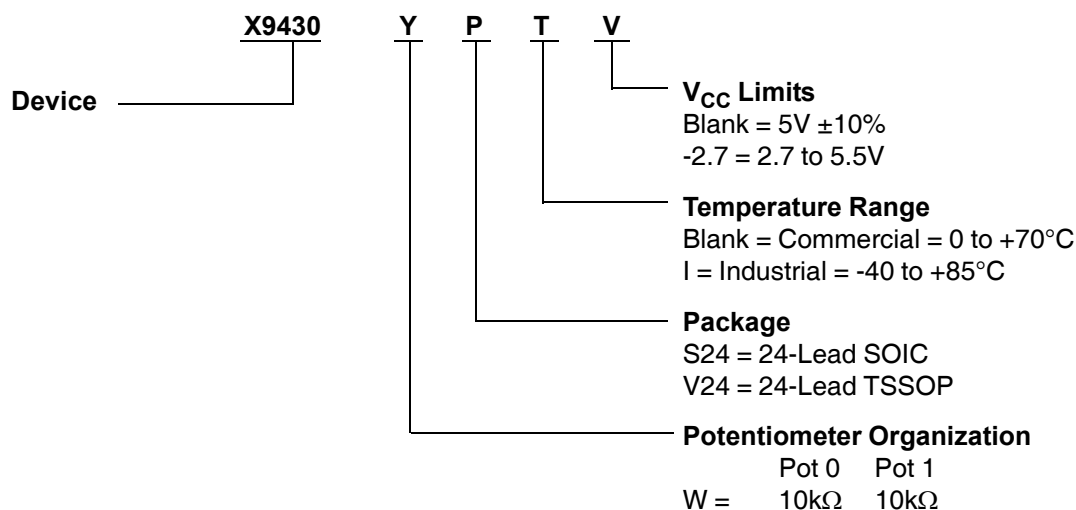 X9430 Y P T V
Device
V_CC Limits
Blank = 5V ±10%
-2.7 = 2.7 to 5.5V
Temperature Range
Blank = Commercial = 0 to +70°C
I = Industrial = -40 to +85°C
Package
S24 = 24-Lead SOIC
V24 = 24-Lead TSSOP
Potentiometer Organization
Pot 0 Pot 1
W = 10kΩ 10kΩ